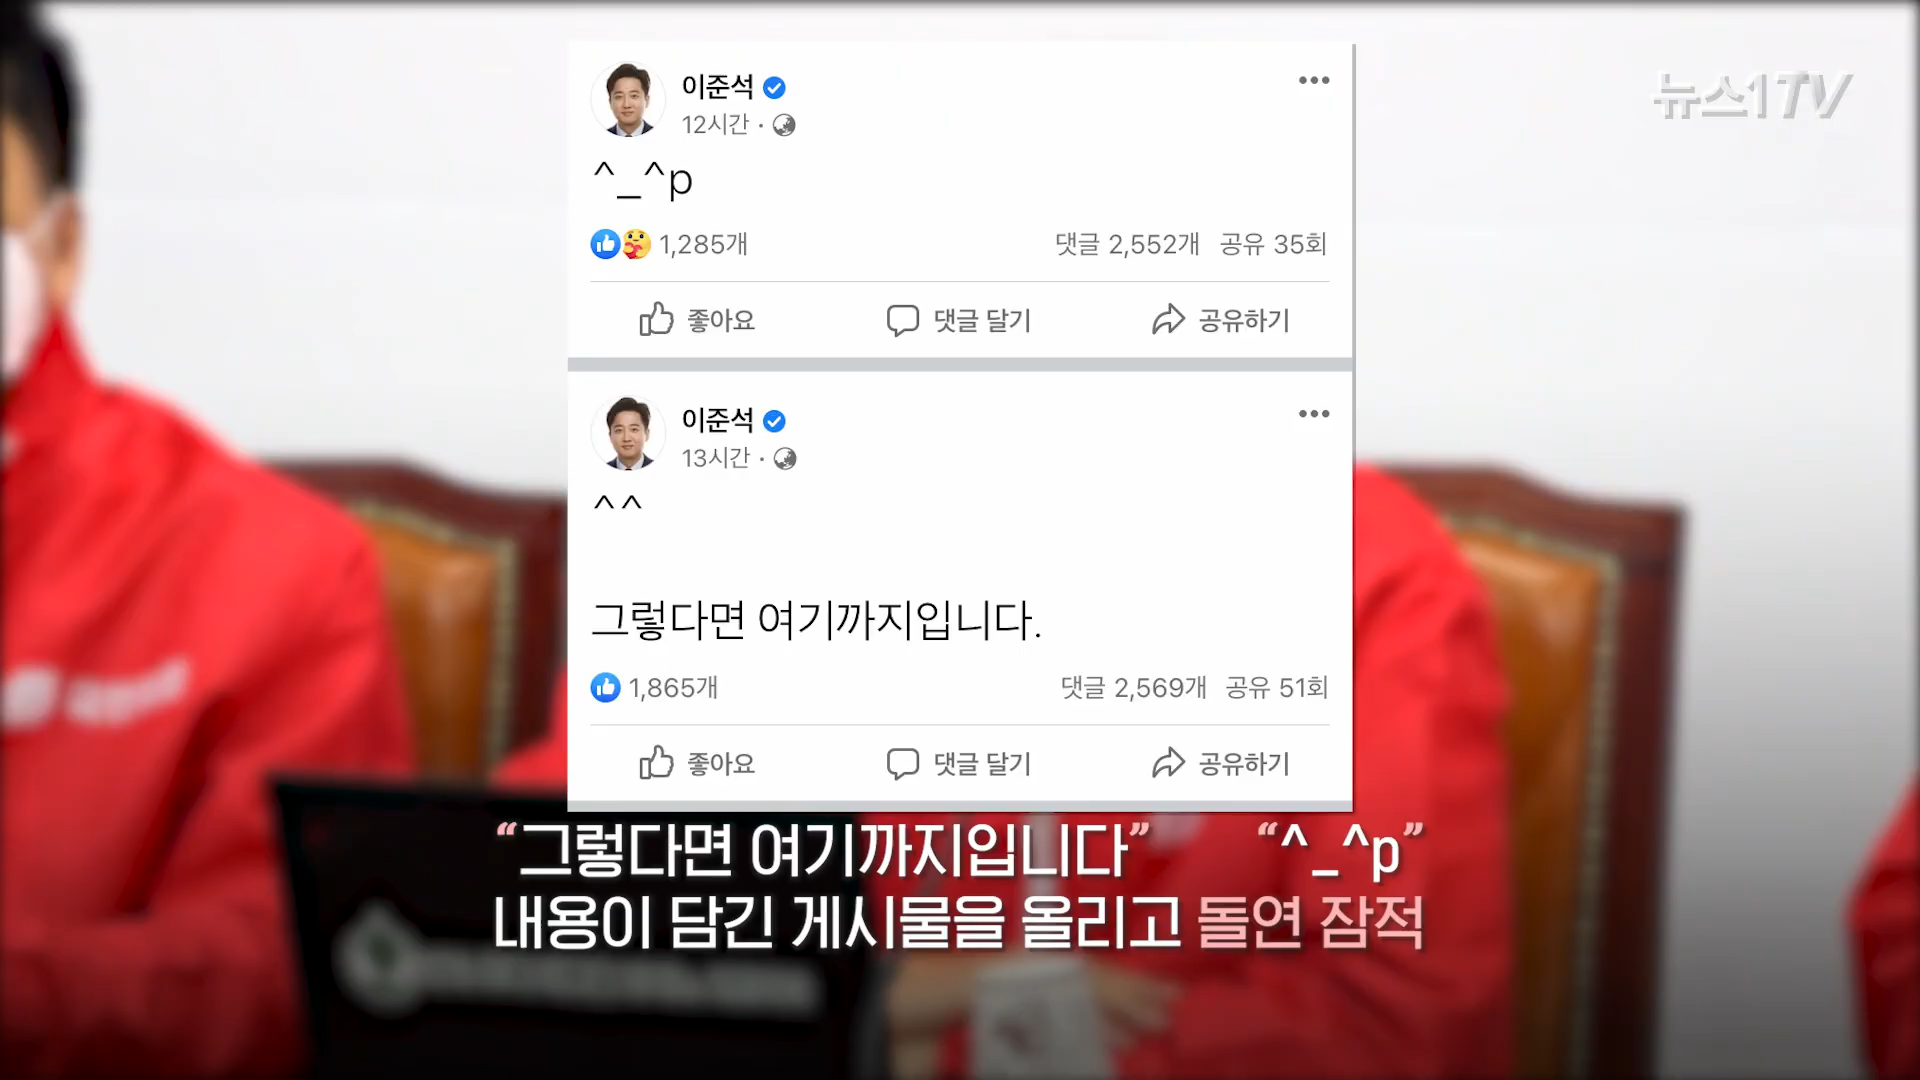 뉴스1TV
이준석
12시간 ·
^_^p
1,285개 댓글 2,552개 공유 35회
좋아요 댓글 달기 공유하기
이준석
13시간 ·
^^
그렇다면 여기까지입니다.
1,865개 댓글 2,569개 공유 51회
좋아요 댓글 달기 공유하기
“그렇다면 여기까지입니다” “^_^p”
내용이 담긴 게시물을 올리고 돌연 잠적